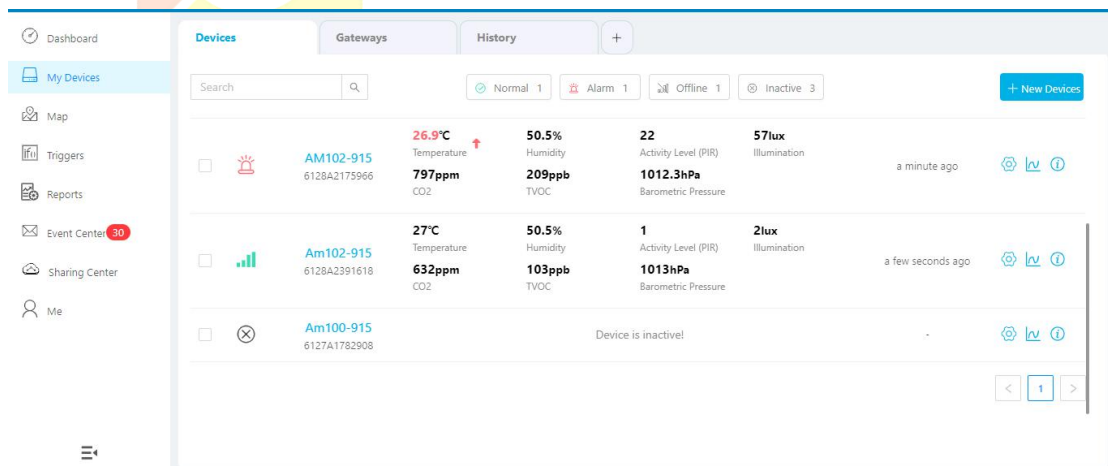 Dashboard
My Devices
Map
Triggers
Reports
Event Center 30
Sharing Center
Me
Devices Gateways History +
Search Normal 1 Alarm 1 Offline 1 Inactive 3 + New Devices
26.9℃ 50.5% 22 57lux
Temperature Humidity Activity Level (PIR) Illumination
AM102-915 a minute ago
6128A2175966
797ppm 209ppb 1012.3hPa
CO2 TVOC Barometric Pressure
27℃ 50.5% 1 2lux
Temperature Humidity Activity Level (PIR) Illumination
Am102-915 a few seconds ago
6128A2391618
632ppm 103ppb 1013hPa
CO2 TVOC Barometric Pressure
Am100-915 Device is inactive! -
6127A1782908
< 1 >